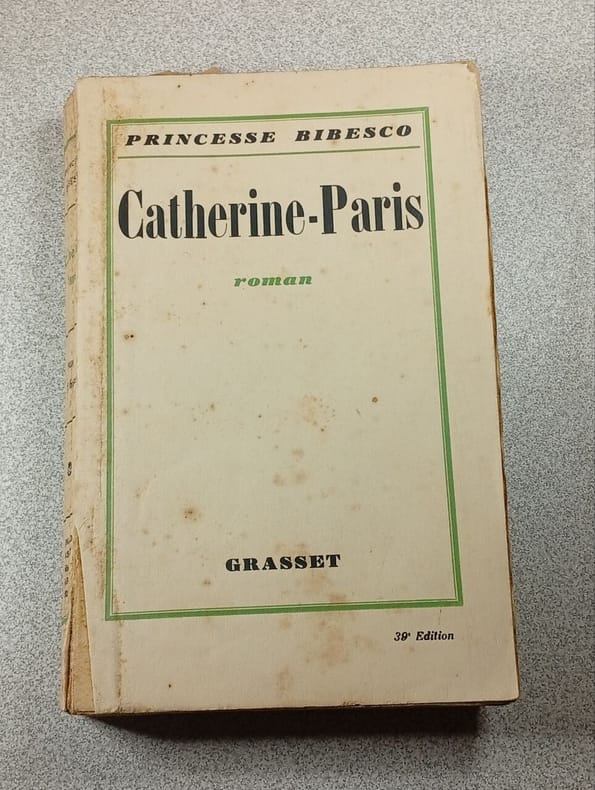 PRINCESSE BIBESCO
Catherine-Paris
roman
GRASSET
39ᵉ Edition